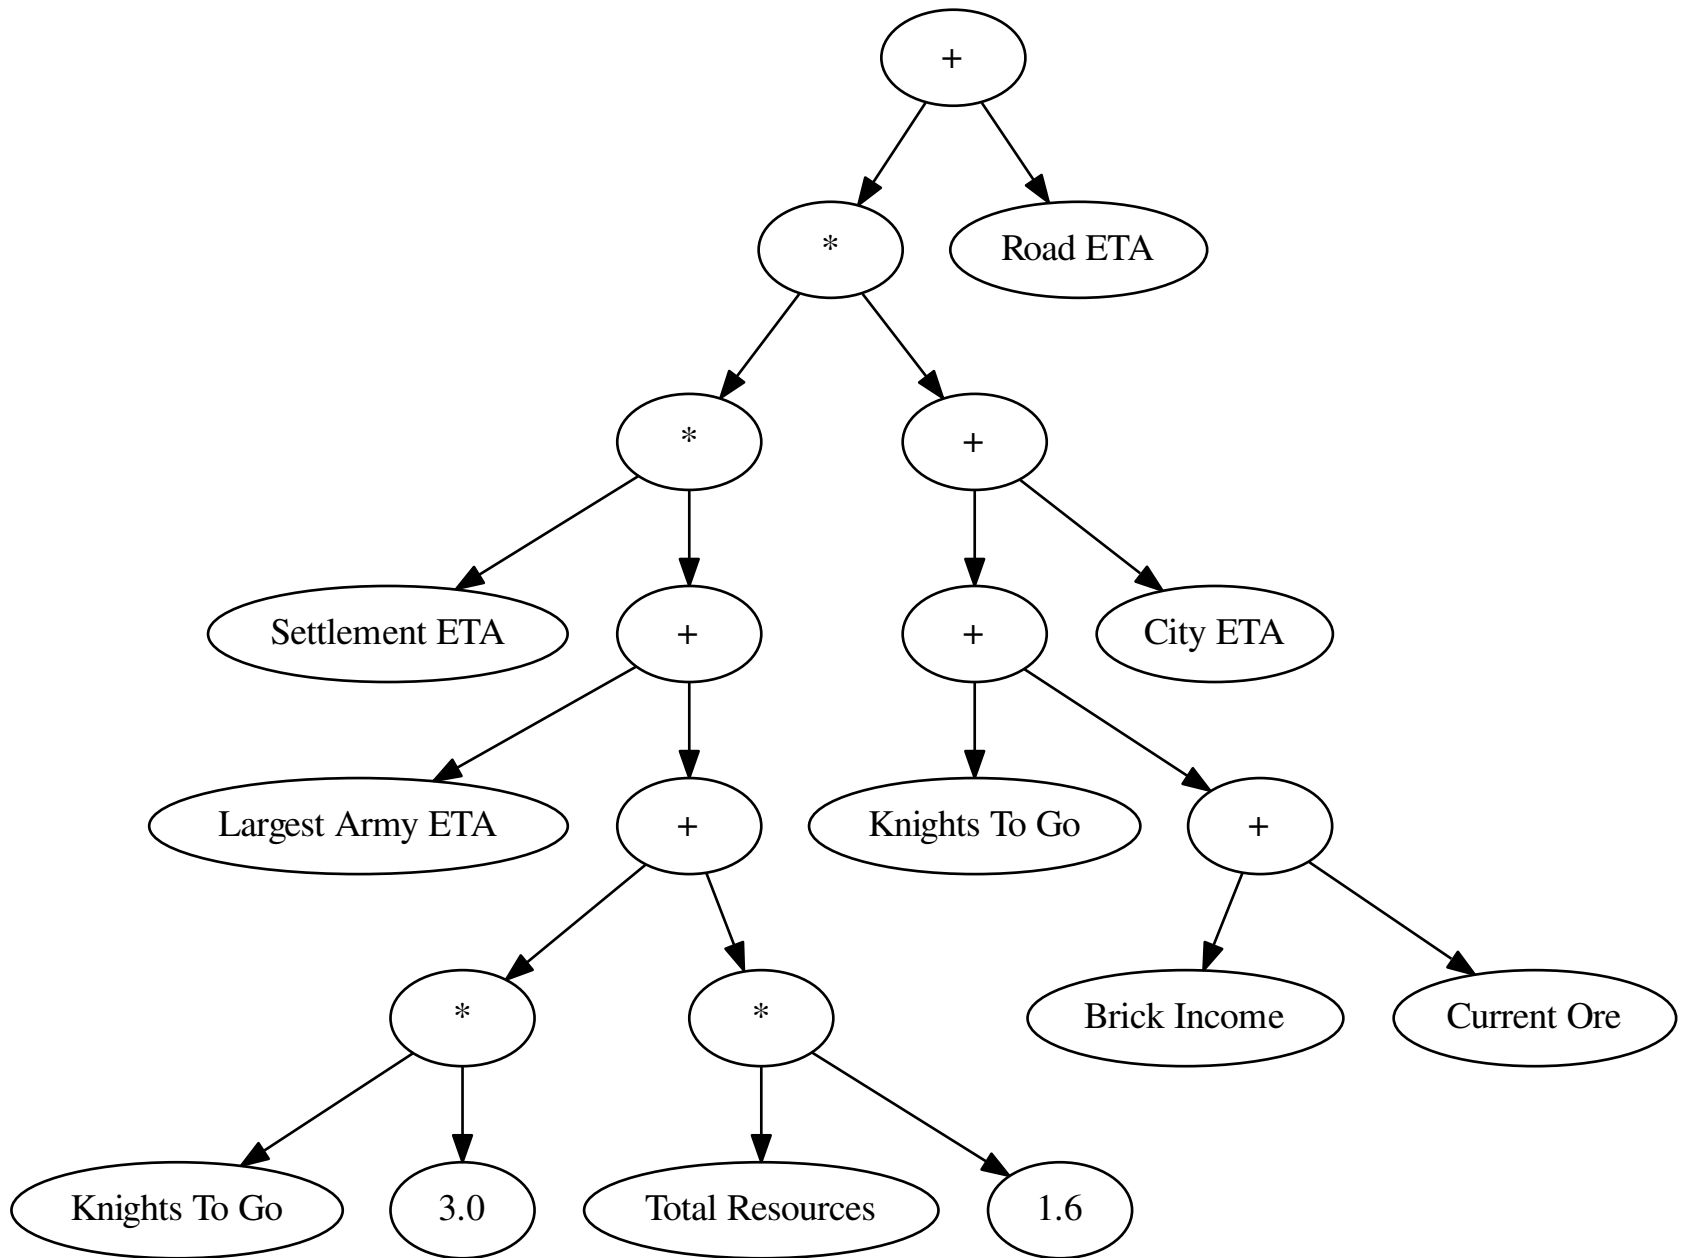 +
*
Road ETA
*
+
Settlement ETA
+
+
City ETA
Largest Army ETA
+
Knights To Go
+
*
*
Brick Income
Current Ore
Knights To Go
3.0
Total Resources
1.6